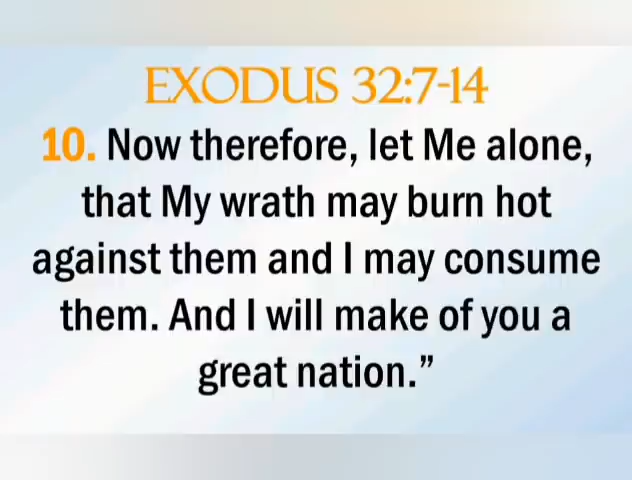 EXODUS 32:7-14
10. Now therefore, let Me alone,
that My wrath may burn hot
against them and I may consume
them. And I will make of you a
great nation.”